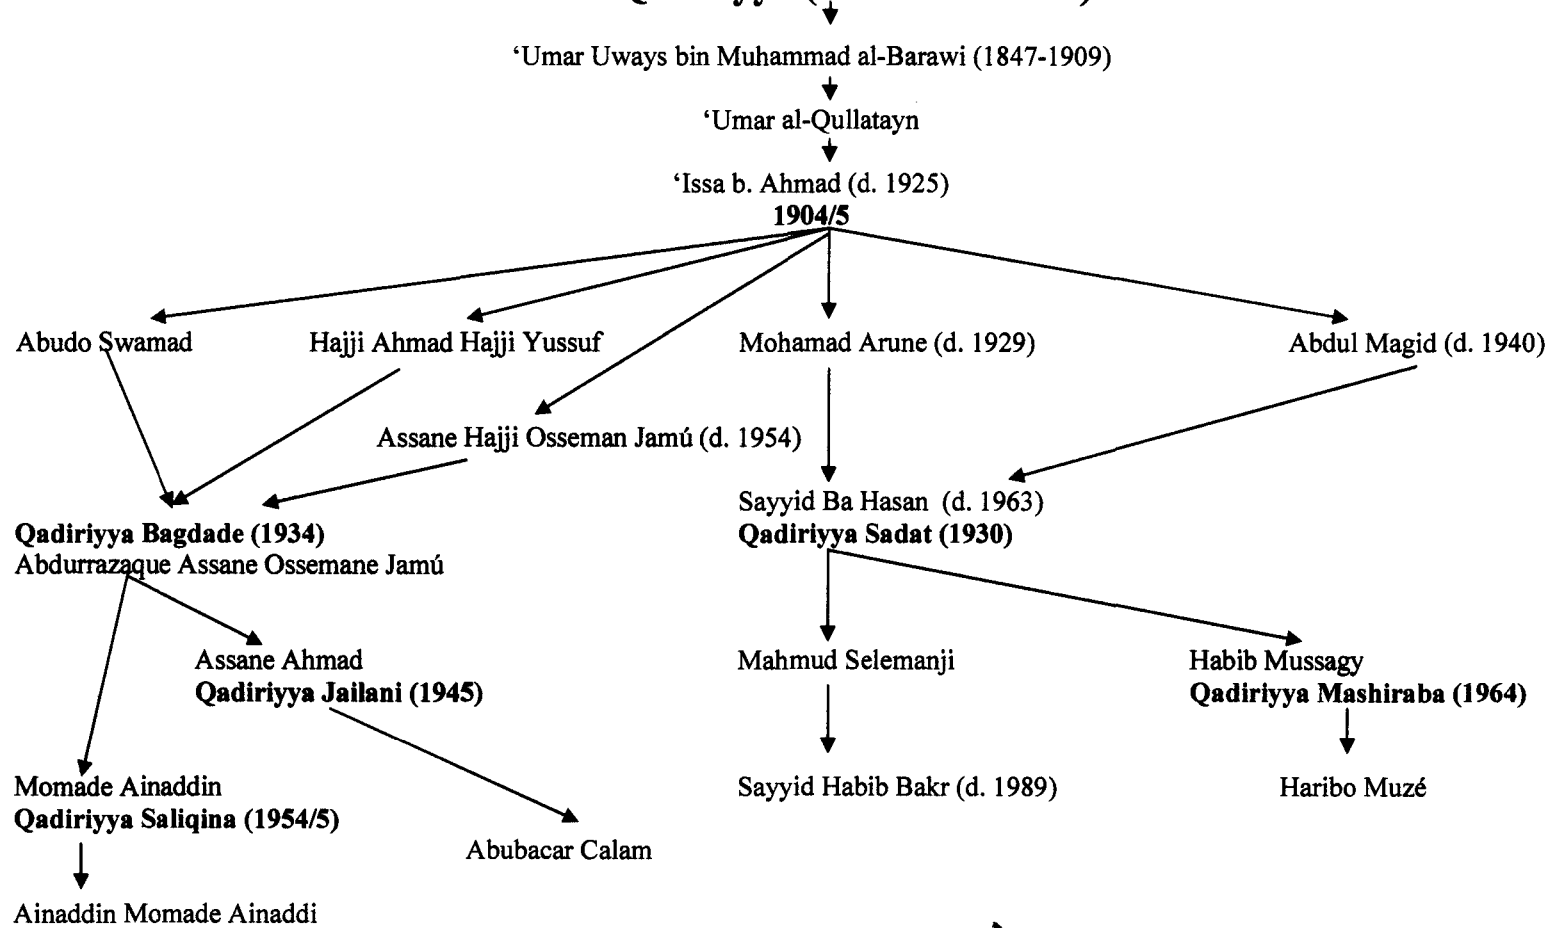 ‘Umar Uways bin Muhammad al-Barawi (1847-1909)
‘Umar al-Qullatayn
‘Issa b. Ahmad (d. 1925)
1904/5
Abudo Swamad
Hajji Ahmad Hajji Yussuf
Mohamad Arune (d. 1929)
Abdul Magid (d. 1940)
Assane Hajji Osseman Jamú (d. 1954)
Sayyid Ba Hasan (d. 1963)
Qadiriyya Sadat (1930)
Qadiriyya Bagdade (1934)
Abdurrazaque Assane Ossemane Jamú
Assane Ahmad
Qadiriyya Jailani (1945)
Mahmud Selemanji
Habib Mussagy
Qadiriyya Mashiraba (1964)
Momade Ainaddin
Qadiriyya Saliqina (1954/5)
Sayyid Habib Bakr (d. 1989)
Haribo Muzé
Abubacar Calam
Ainaddin Momade Ainaddi